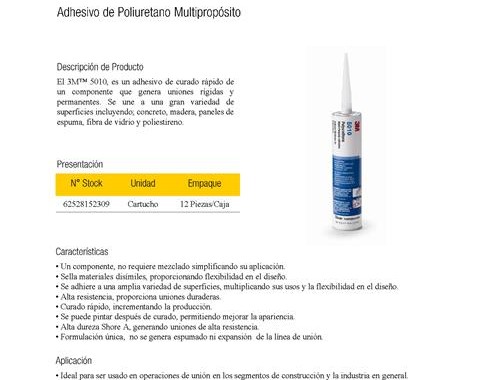 Adhesivo de Poliuretano Multipropósito
Descripción de Producto
El 3M™ 5010, es un adhesivo de curado rápido de
un componente que genera uniones rígidas y
permanentes. Se une a una gran variedad de
superficies incluyendo; concreto, madera, paneles de
espuma, fibra de vidrio y poliestireno.
3M
5010
Presentación
N° Stock Unidad Empaque
62528152309 Cartucho 12 Piezas/Caja
Características
• Un componente, no requiere mezclado simplificando su aplicación.
• Sella materiales disímiles, proporcionando flexibilidad en el diseño.
• Se adhiere a una amplia variedad de superficies, multiplicando sus usos y la flexibilidad en el diseño.
• Alta resistencia, proporciona uniones duraderas.
• Curado rápido, incrementando la producción.
• Se puede pintar después de curado, permitiendo mejorar la apariencia.
• Alta dureza Shore A, generando uniones de alta resistencia.
• Formulación única, no se genera espumado ni expansión de la línea de unión.
Aplicación
• Ideal para ser usado en operaciones de unión en los segmentos de construcción y la industria en general.